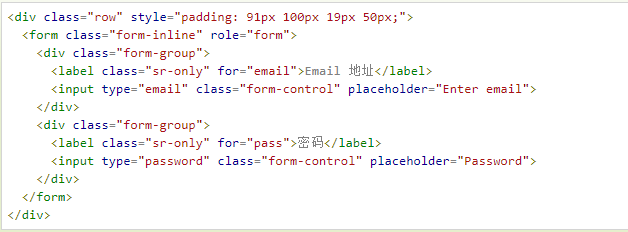 <div class="row" style="padding: 91px 100px 19px 50px;">
  <form class="form-inline" role="form">
    <div class="form-group">
      <label class="sr-only" for="email">Email 地址</label>
      <input type="email" class="form-control" placeholder="Enter email">
    </div>
    <div class="form-group">
      <label class="sr-only" for="pass">密码</label>
      <input type="password" class="form-control" placeholder="Password">
    </div>
  </form>
</div>